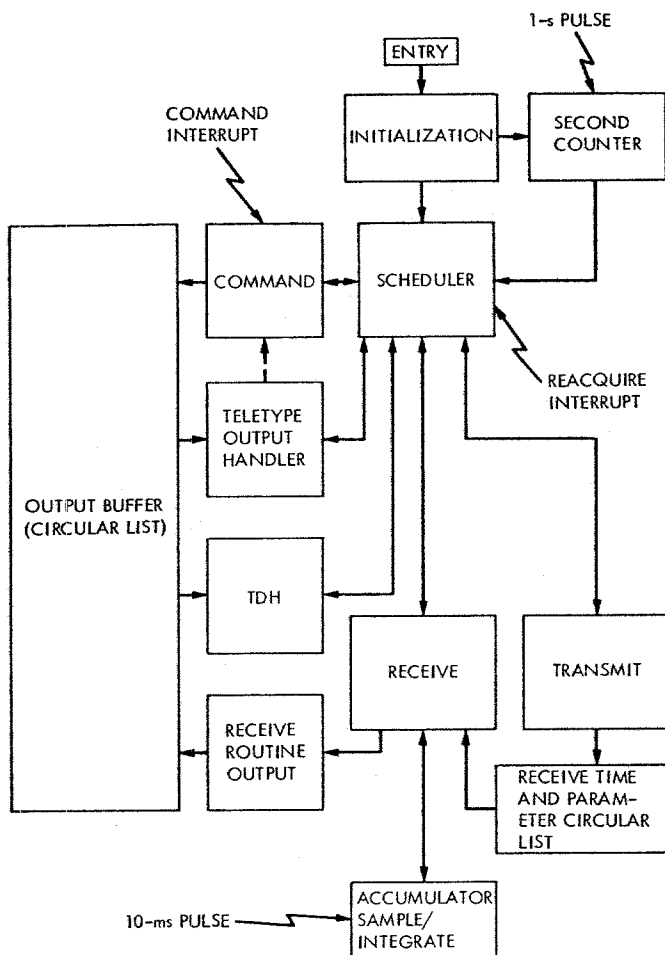 1-s PULSE
ENTRY
COMMAND
INTERRUPT
INITIALIZATION
SECOND
COUNTER
COMMAND
SCHEDULER
REACQUIRE
INTERRUPT
TELETYPE
OUTPUT
HANDLER
OUTPUT BUFFER
(CIRCULAR LIST)
TDH
RECEIVE
TRANSMIT
RECEIVE
ROUTINE
OUTPUT
RECEIVE TIME
AND PARAM-
ETER CIRCULAR
LIST
10-ms PULSE
ACCUMULATOR
SAMPLE/
INTEGRATE